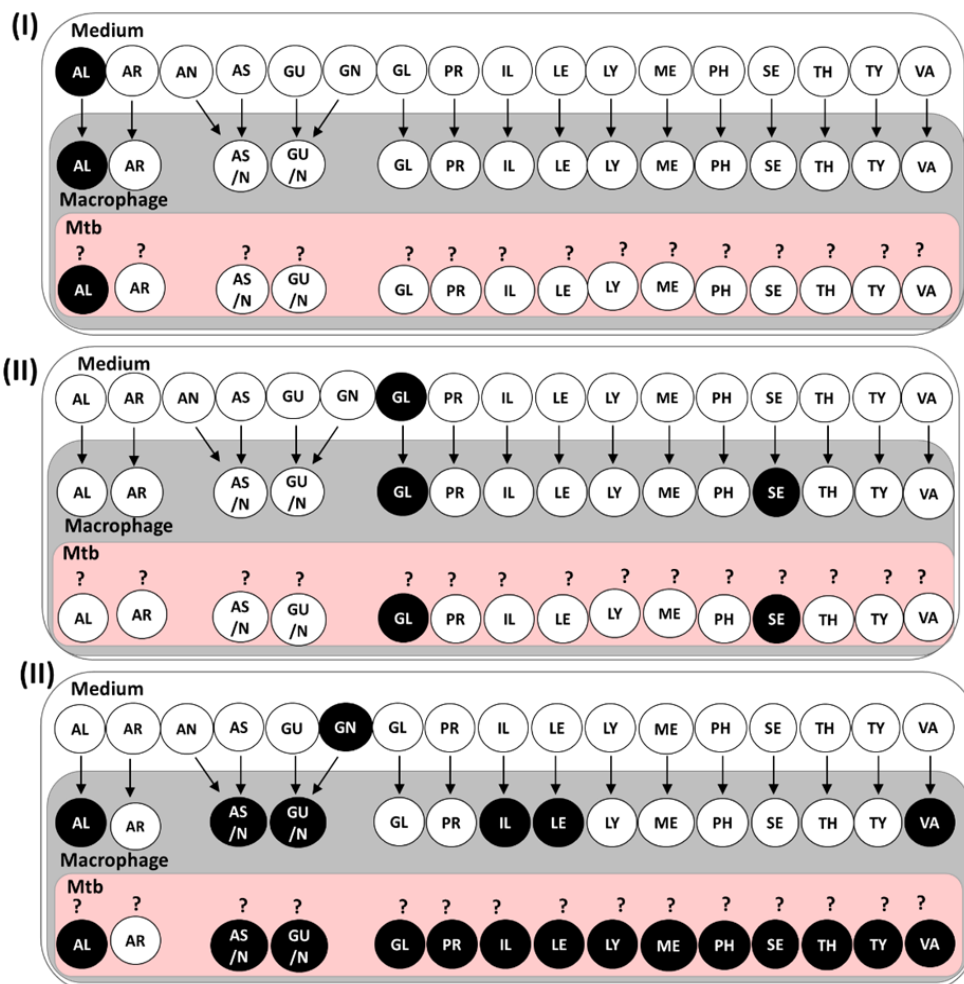 (I)
Medium
AL AR AN AS GU GN GL PR IL LE LY ME PH SE TH TY VA
AL AR AS/N GU/N GL PR IL LE LY ME PH SE TH TY VA
Macrophage
Mtb
? ? ? ? ? ? ? ? ? ? ? ? ? ? ?
AL AR AS/N GU/N GL PR IL LE LY ME PH SE TH TY VA
(II)
Medium
AL AR AN AS GU GN GL PR IL LE LY ME PH SE TH TY VA
AL AR AS/N GU/N GL PR IL LE LY ME PH SE TH TY VA
Macrophage
Mtb
? ? ? ? ? ? ? ? ? ? ? ? ? ? ?
AL AR AS/N GU/N GL PR IL LE LY ME PH SE TH TY VA
(II)
Medium
AL AR AN AS GU GN GL PR IL LE LY ME PH SE TH TY VA
AL AR AS/N GU/N GL PR IL LE LY ME PH SE TH TY VA
Macrophage
Mtb
? ? ? ? ? ? ? ? ? ? ? ? ? ? ?
AL AR AS/N GU/N GL PR IL LE LY ME PH SE TH TY VA